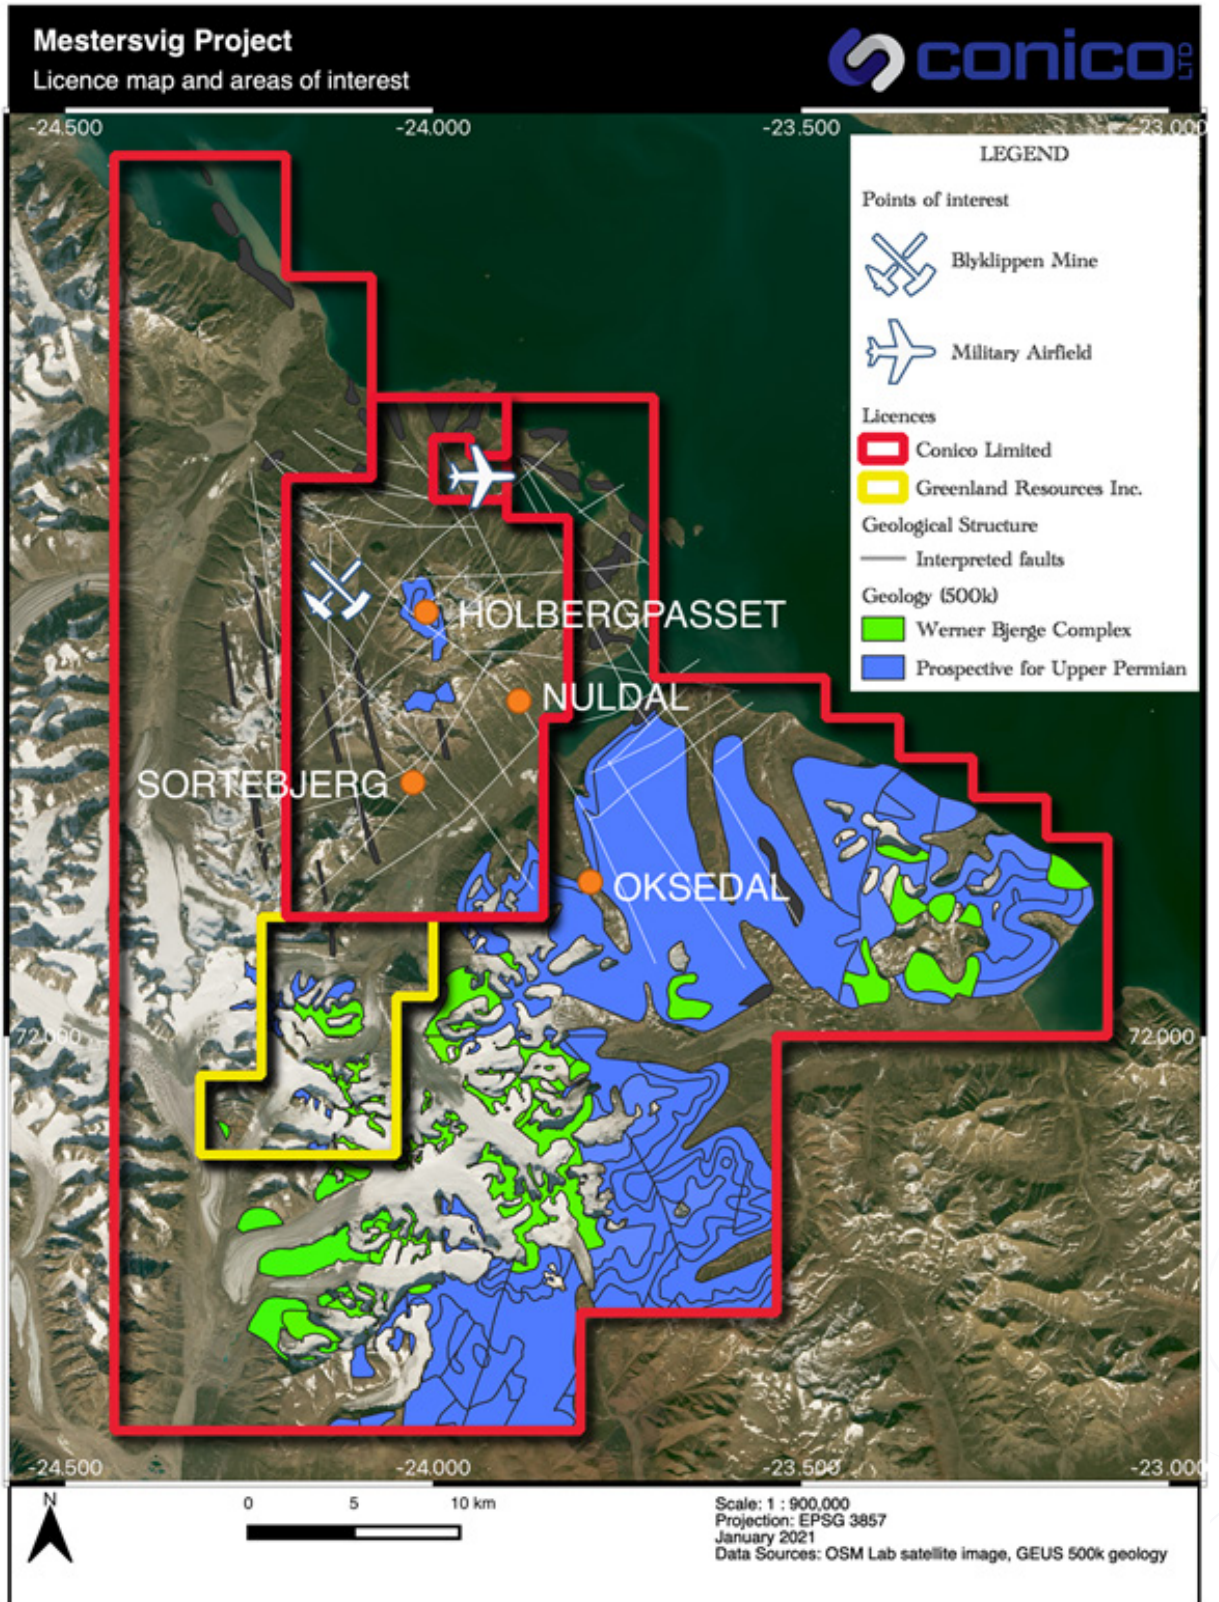 Mestersvig Project
Licence map and areas of interest
conico LTD
-24.500
-24.000
-23.500
-23.000
LEGEND
Points of interest
Blyklippen Mine
Military Airfield
Licences
Conico Limited
Greenland Resources Inc.
Geological Structure
Interpreted faults
Geology (500k)
Werner Bjerge Complex
Prospective for Upper Permian
HOLBERGPASSET
NULDAL
SORTEBJERG
OKSEDAL
72.000
72.000
-24.500
-24.000
-23.500
-23.000
N
0 5 10 km
Scale: 1 : 900,000
Projection: EPSG 3857
January 2021
Data Sources: OSM Lab satellite image, GEUS 500k geology